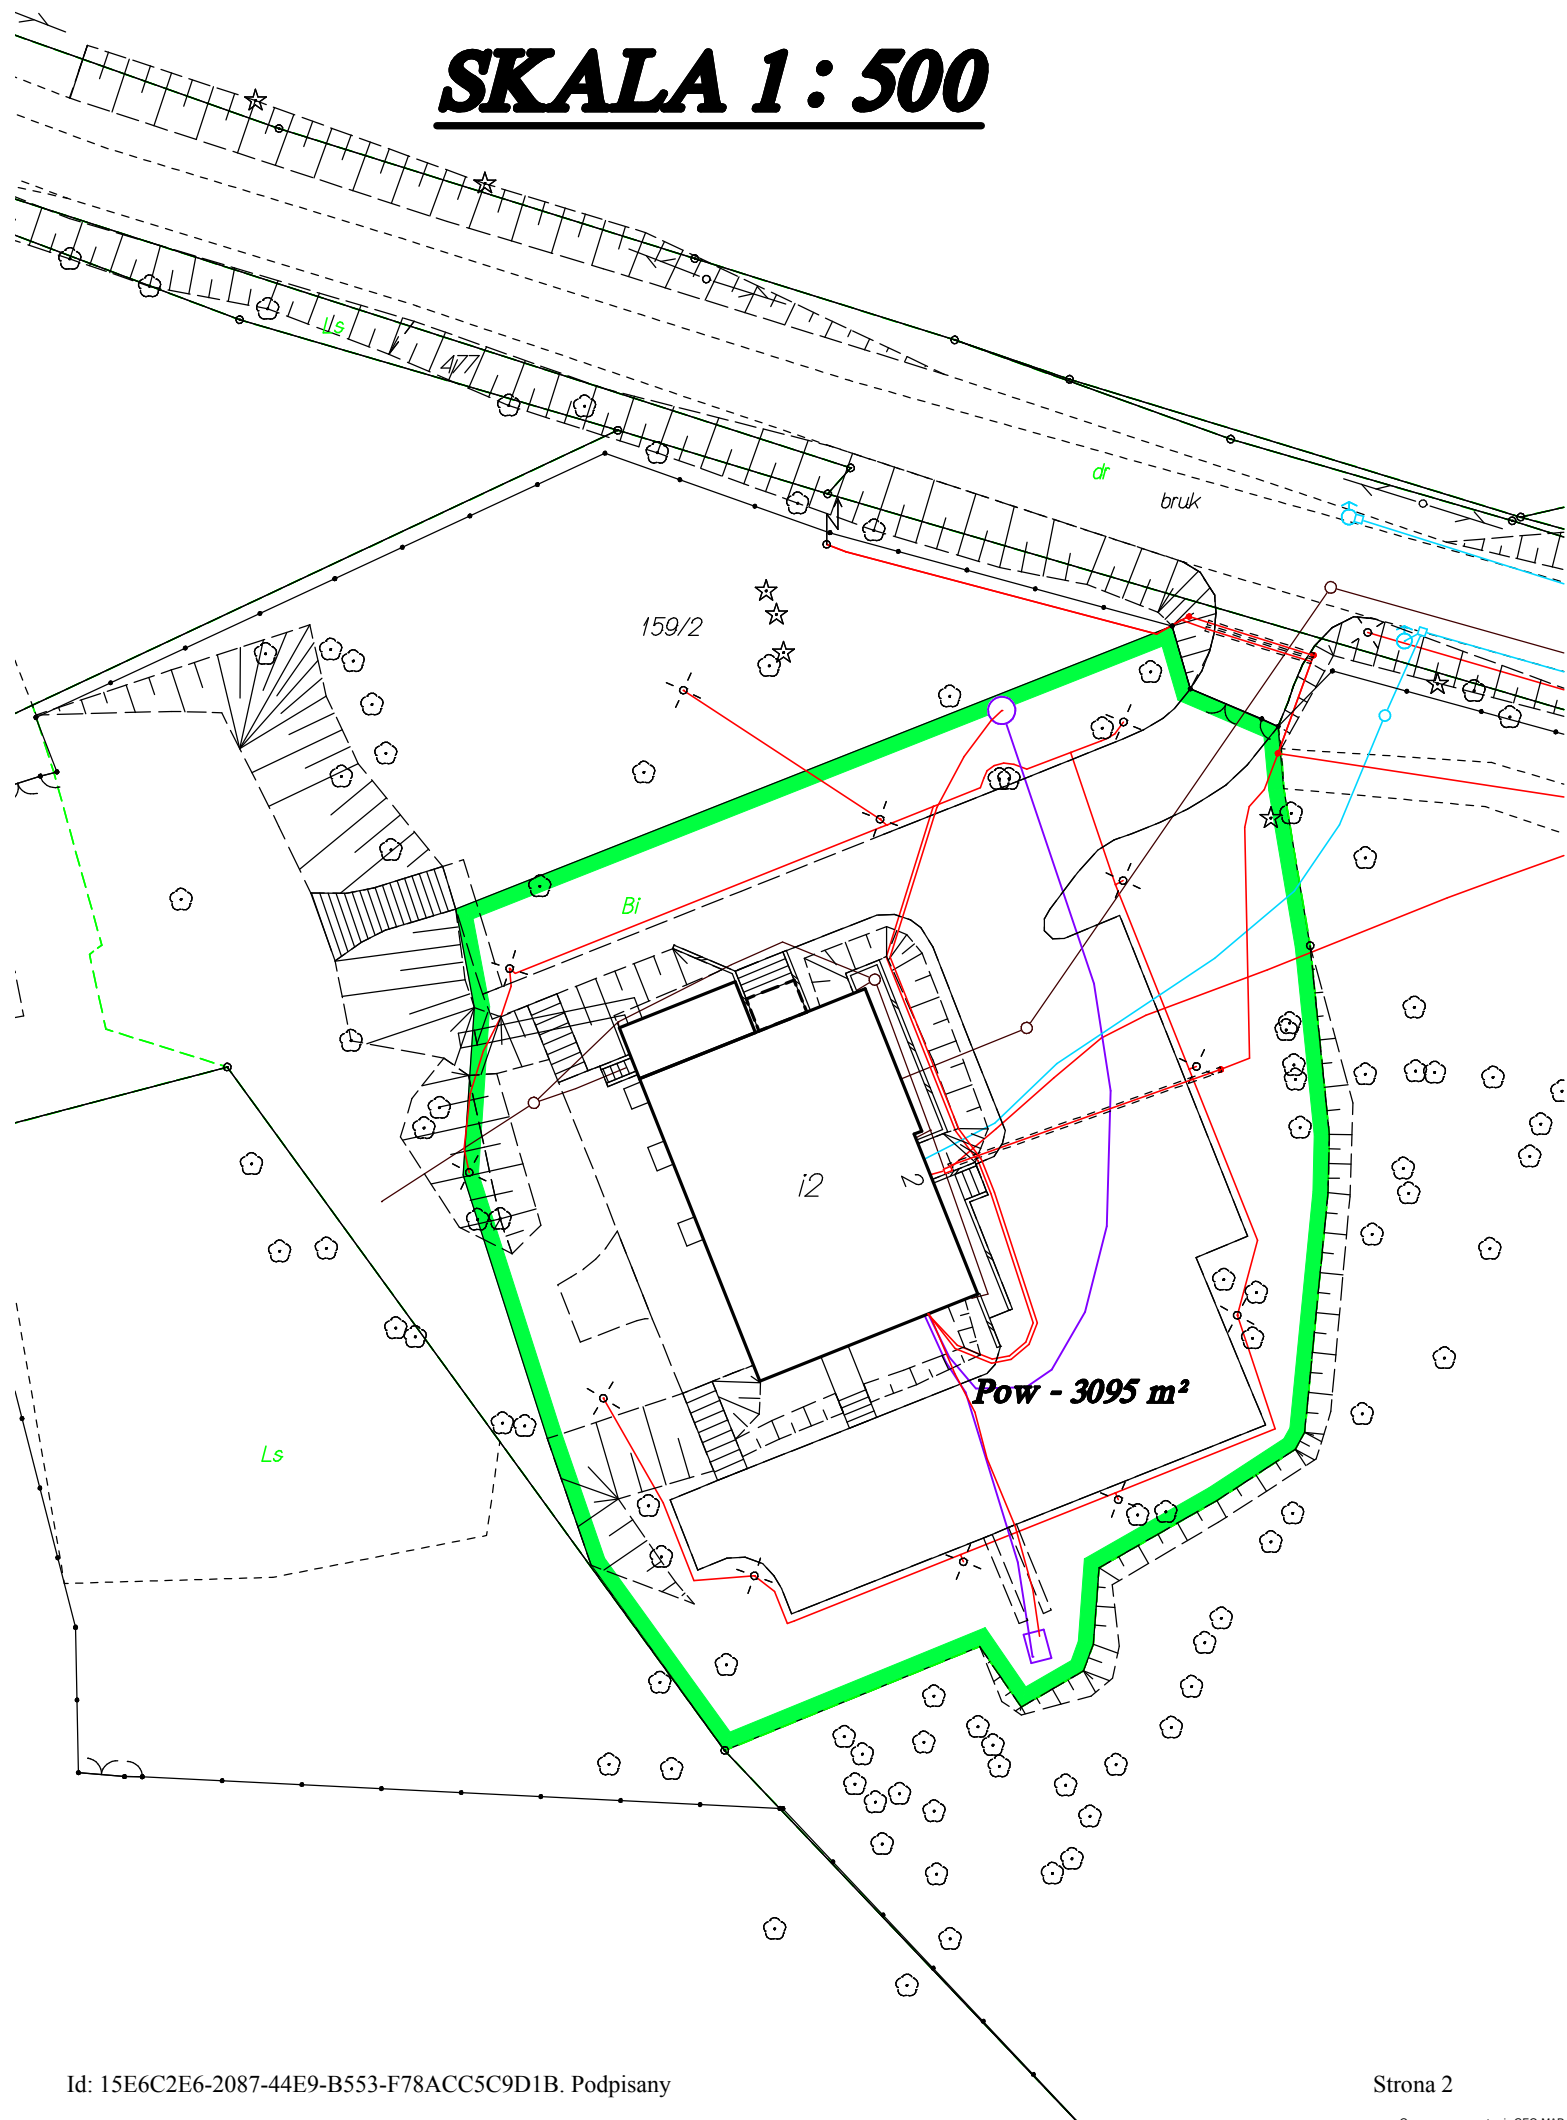 SKALA 1 : 500
Ls
477
dr
bruk
159/2
Bi
i2
2
Pow - 3095 m²
Ls
Id: 15E6C2E6-2087-44E9-B553-F78ACC5C9D1B. Podpisany
Strona 2